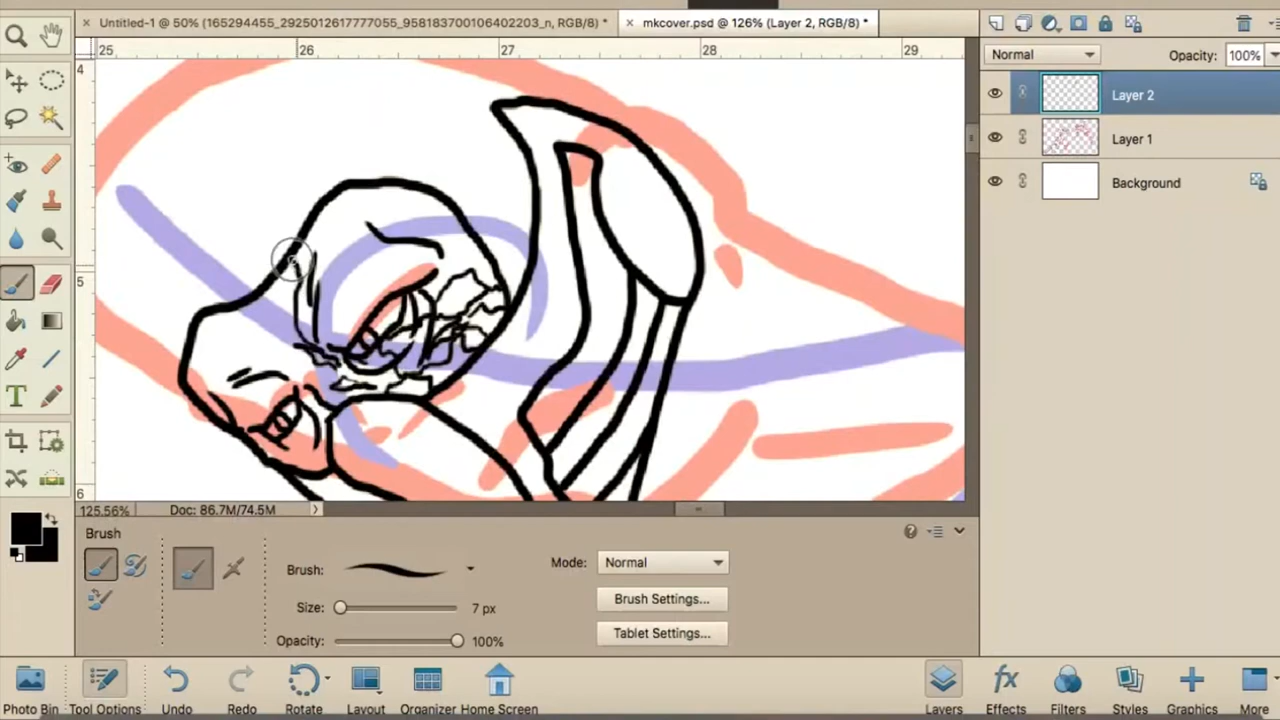 Untitled-1 @ 50% (165294455_2925012617777055_9581837001064022203_n, RGB/8) *
mkcover.psd @ 126% (Layer 2, RGB/8) *
25 26 27 28 29
4
5
6
Normal Opacity: 100%
Layer 2
Layer 1
Background
T
125.56% Doc: 86.7M/74.5M
Brush
Brush: Mode: Normal
Size: 7 px Brush Settings...
Opacity: 100% Tablet Settings...
fx
Photo Bin Tool Options Undo Redo Rotate Layout Organizer Home Screen Layers Effects Filters Styles Graphics More